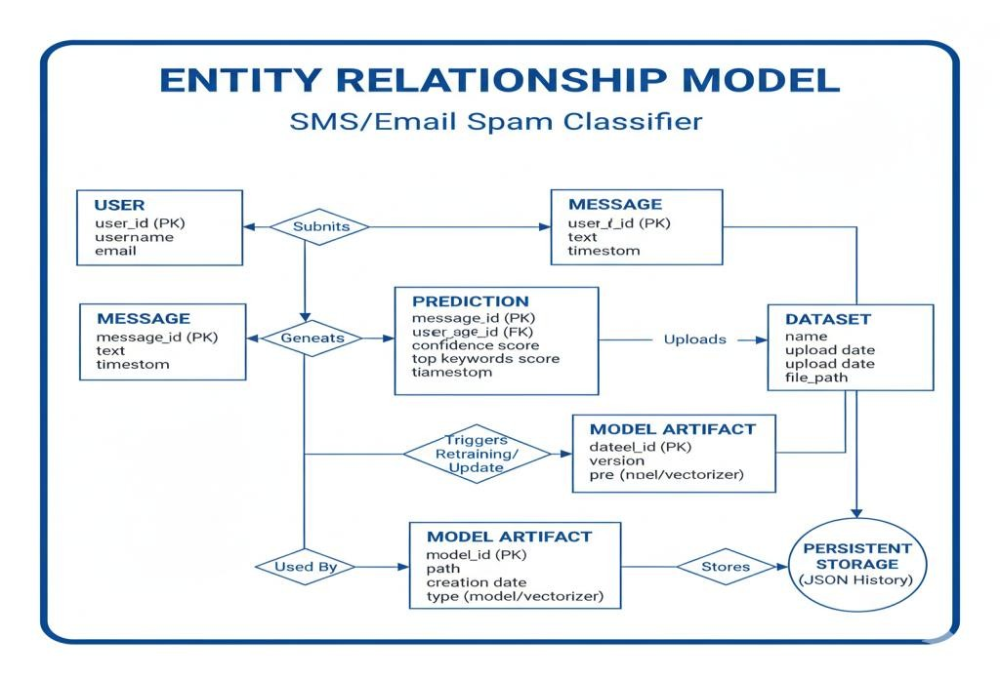 ENTITY RELATIONSHIP MODEL
SMS/Email Spam Classifier
USER
user_id (PK)
username
email
Subnits
MESSAGE
(PK)
text
timestom
MESSAGE
message_id (PK)
text
timestom
Geneats
PREDICTION
message_id (PK)
(FK)
confidence score
top keywords score
tiamestom
Uploads
DATASET
name
upload date
upload date
file_path
Triggers
Retraining/
Update
MODEL ARTIFACT
dateel_id (PK)
version
pre
Used By
MODEL ARTIFACT
model_id (PK)
path
creation date
type (model/vectorizer)
Stores
PERSISTENT
STORAGE
(JSON History)